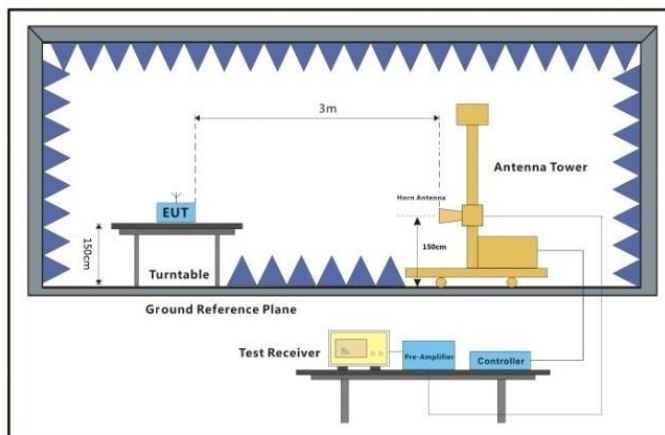 3m
Antenna Tower
Horn Antenna
EUT
150cm
150cm
Turntable
Ground Reference Plane
Test Receiver
Pre-Amplifier
Controller